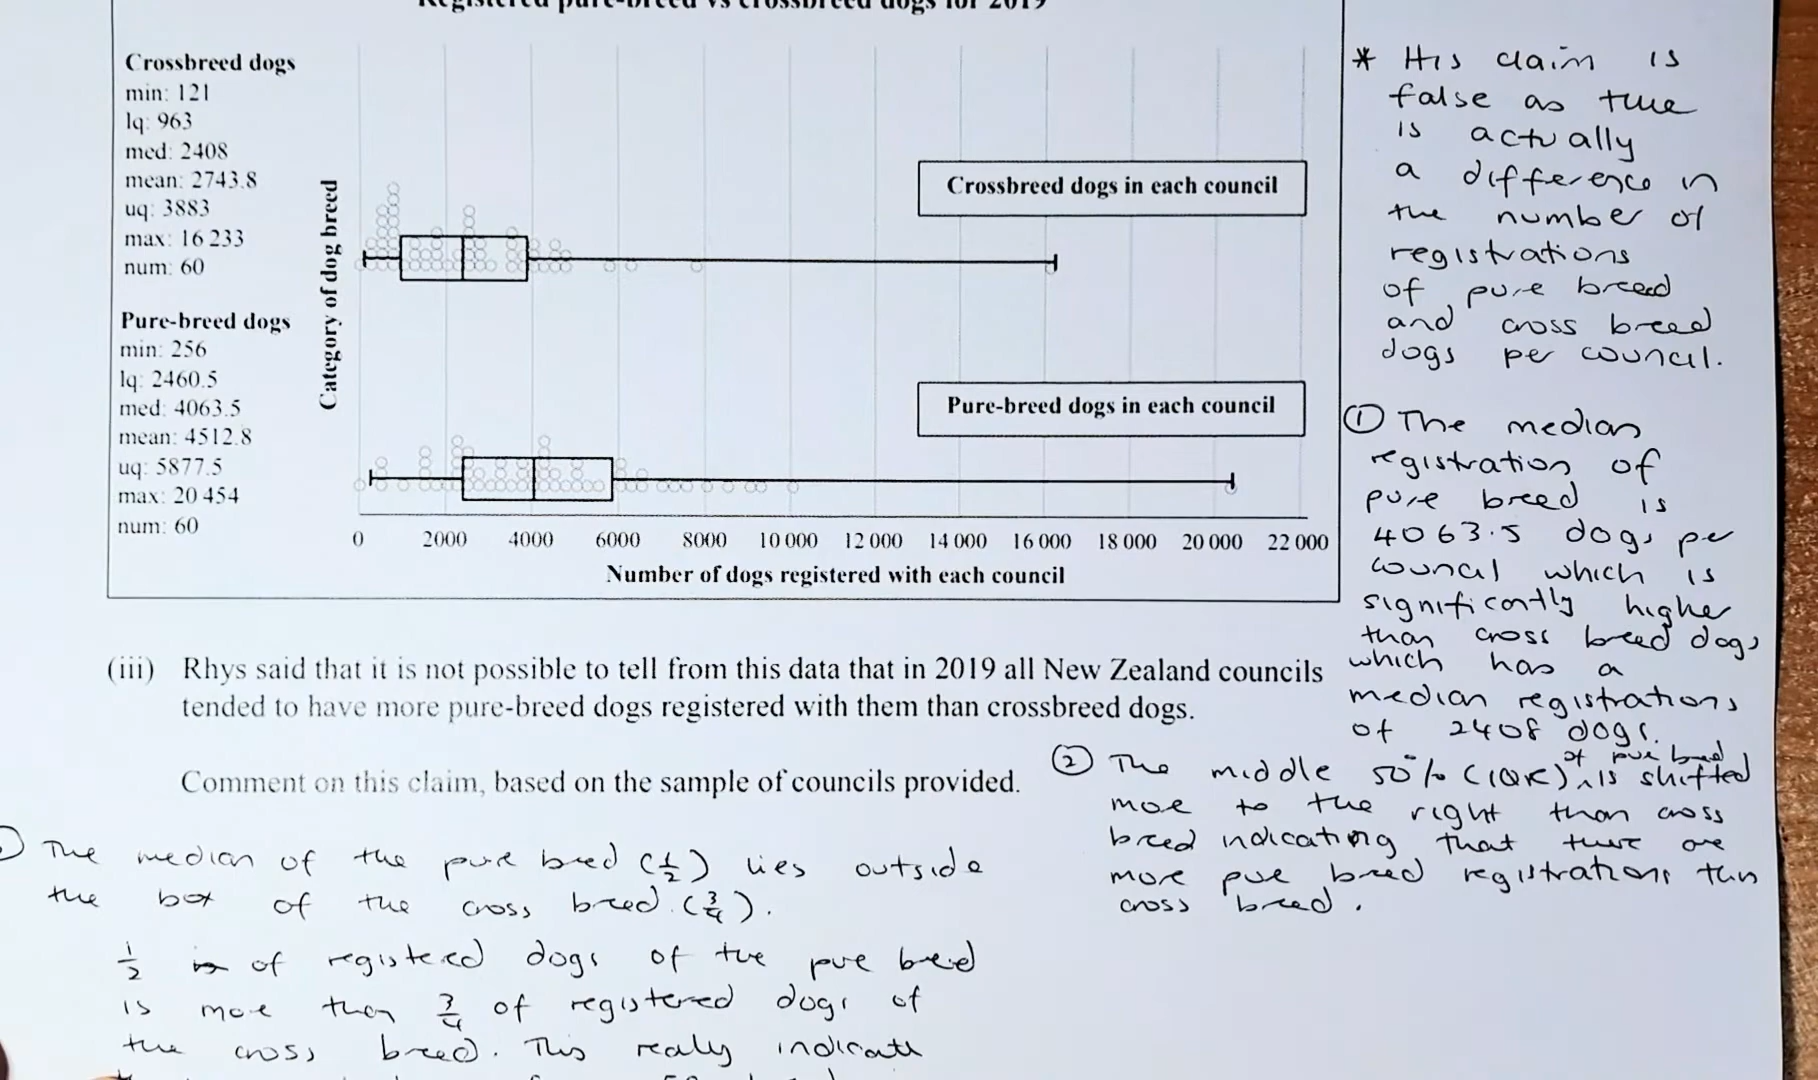 Registered pure-breed vs crossbreed dogs for 2019
Crossbreed dogs
min: 121
lq: 963
med: 2408
mean: 2743.8
uq: 3883
max: 16 233
num: 60
Pure-breed dogs
min: 256
lq: 2460.5
med: 4063.5
mean: 4512.8
uq: 5877.5
max: 20 454
num: 60
Category of dog breed
Crossbreed dogs in each council
Pure-breed dogs in each council
0 2000 4000 6000 8000 10 000 12 000 14 000 16 000 18 000 20 000 22 000
Number of dogs registered with each council
* His claim is
false as there
is actually
a difference in
the number of
registrations
of pure breed
and cross breed
dogs per council.
① The median
registration of
pure breed is
4063.5 dogs per
council which is
significantly higher
than cross breed dogs
which has a
median registrations
of 2408 dogs.
(iii) Rhys said that it is not possible to tell from this data that in 2019 all New Zealand councils
tended to have more pure-breed dogs registered with them than crossbreed dogs.
Comment on this claim, based on the sample of councils provided.
② The middle 50% (IQR) of pure breed is shifted
more to the right than cross
breed indicating that there are
more pure breed registrations than
cross breed.
The median of the pure breed (1/2) lies outside
the box of the cross breed. (3/4).
1/2 of registered dogs of the pure breed
is more than 3/4 of registered dogs of
the cross breed. This really indicate